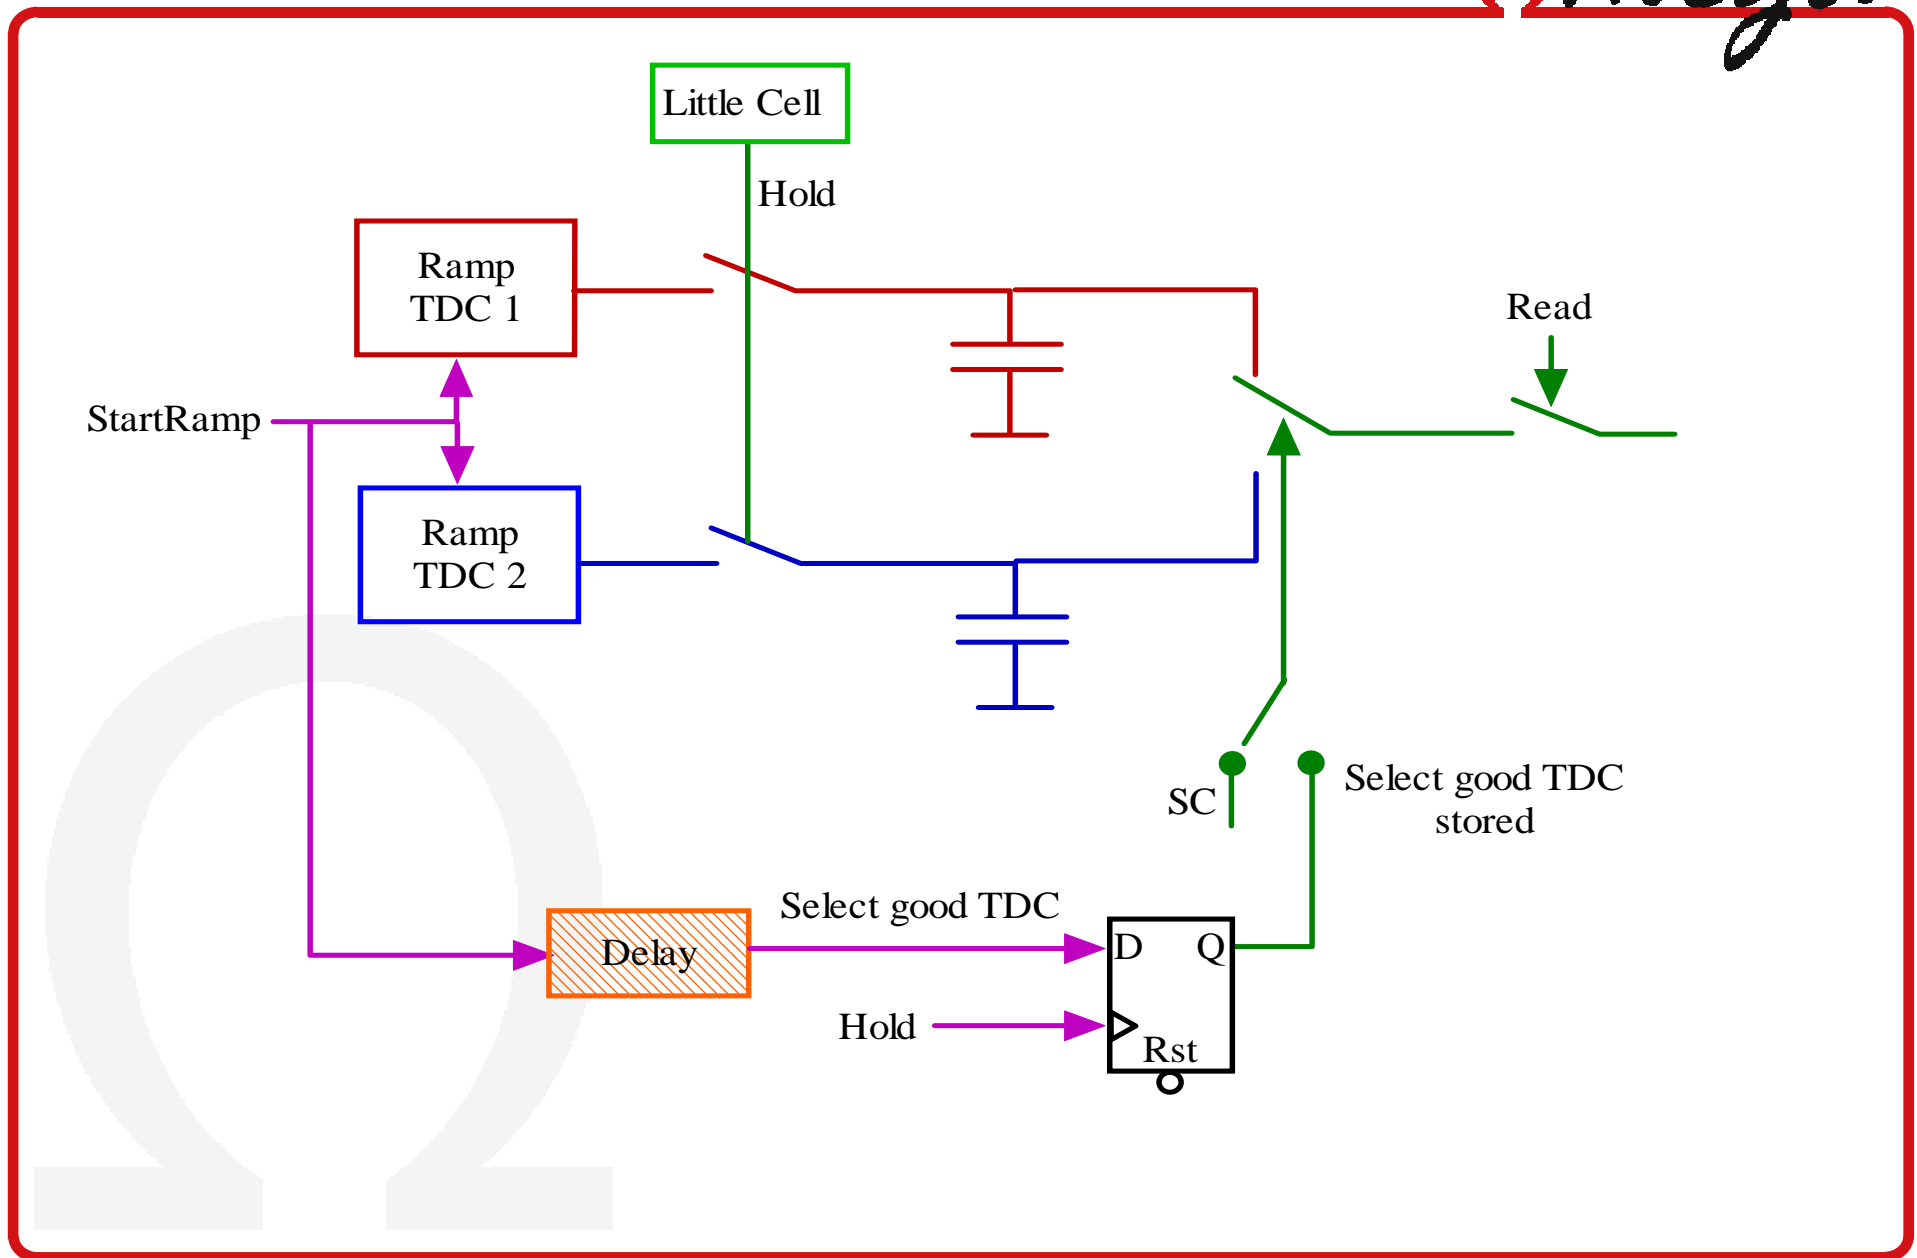 Little Cell
Hold
Ramp
TDC 1
Read
StartRamp
Ramp
TDC 2
SC
Select good TDC
stored
Select good TDC
Delay
D Q
Hold
Rst